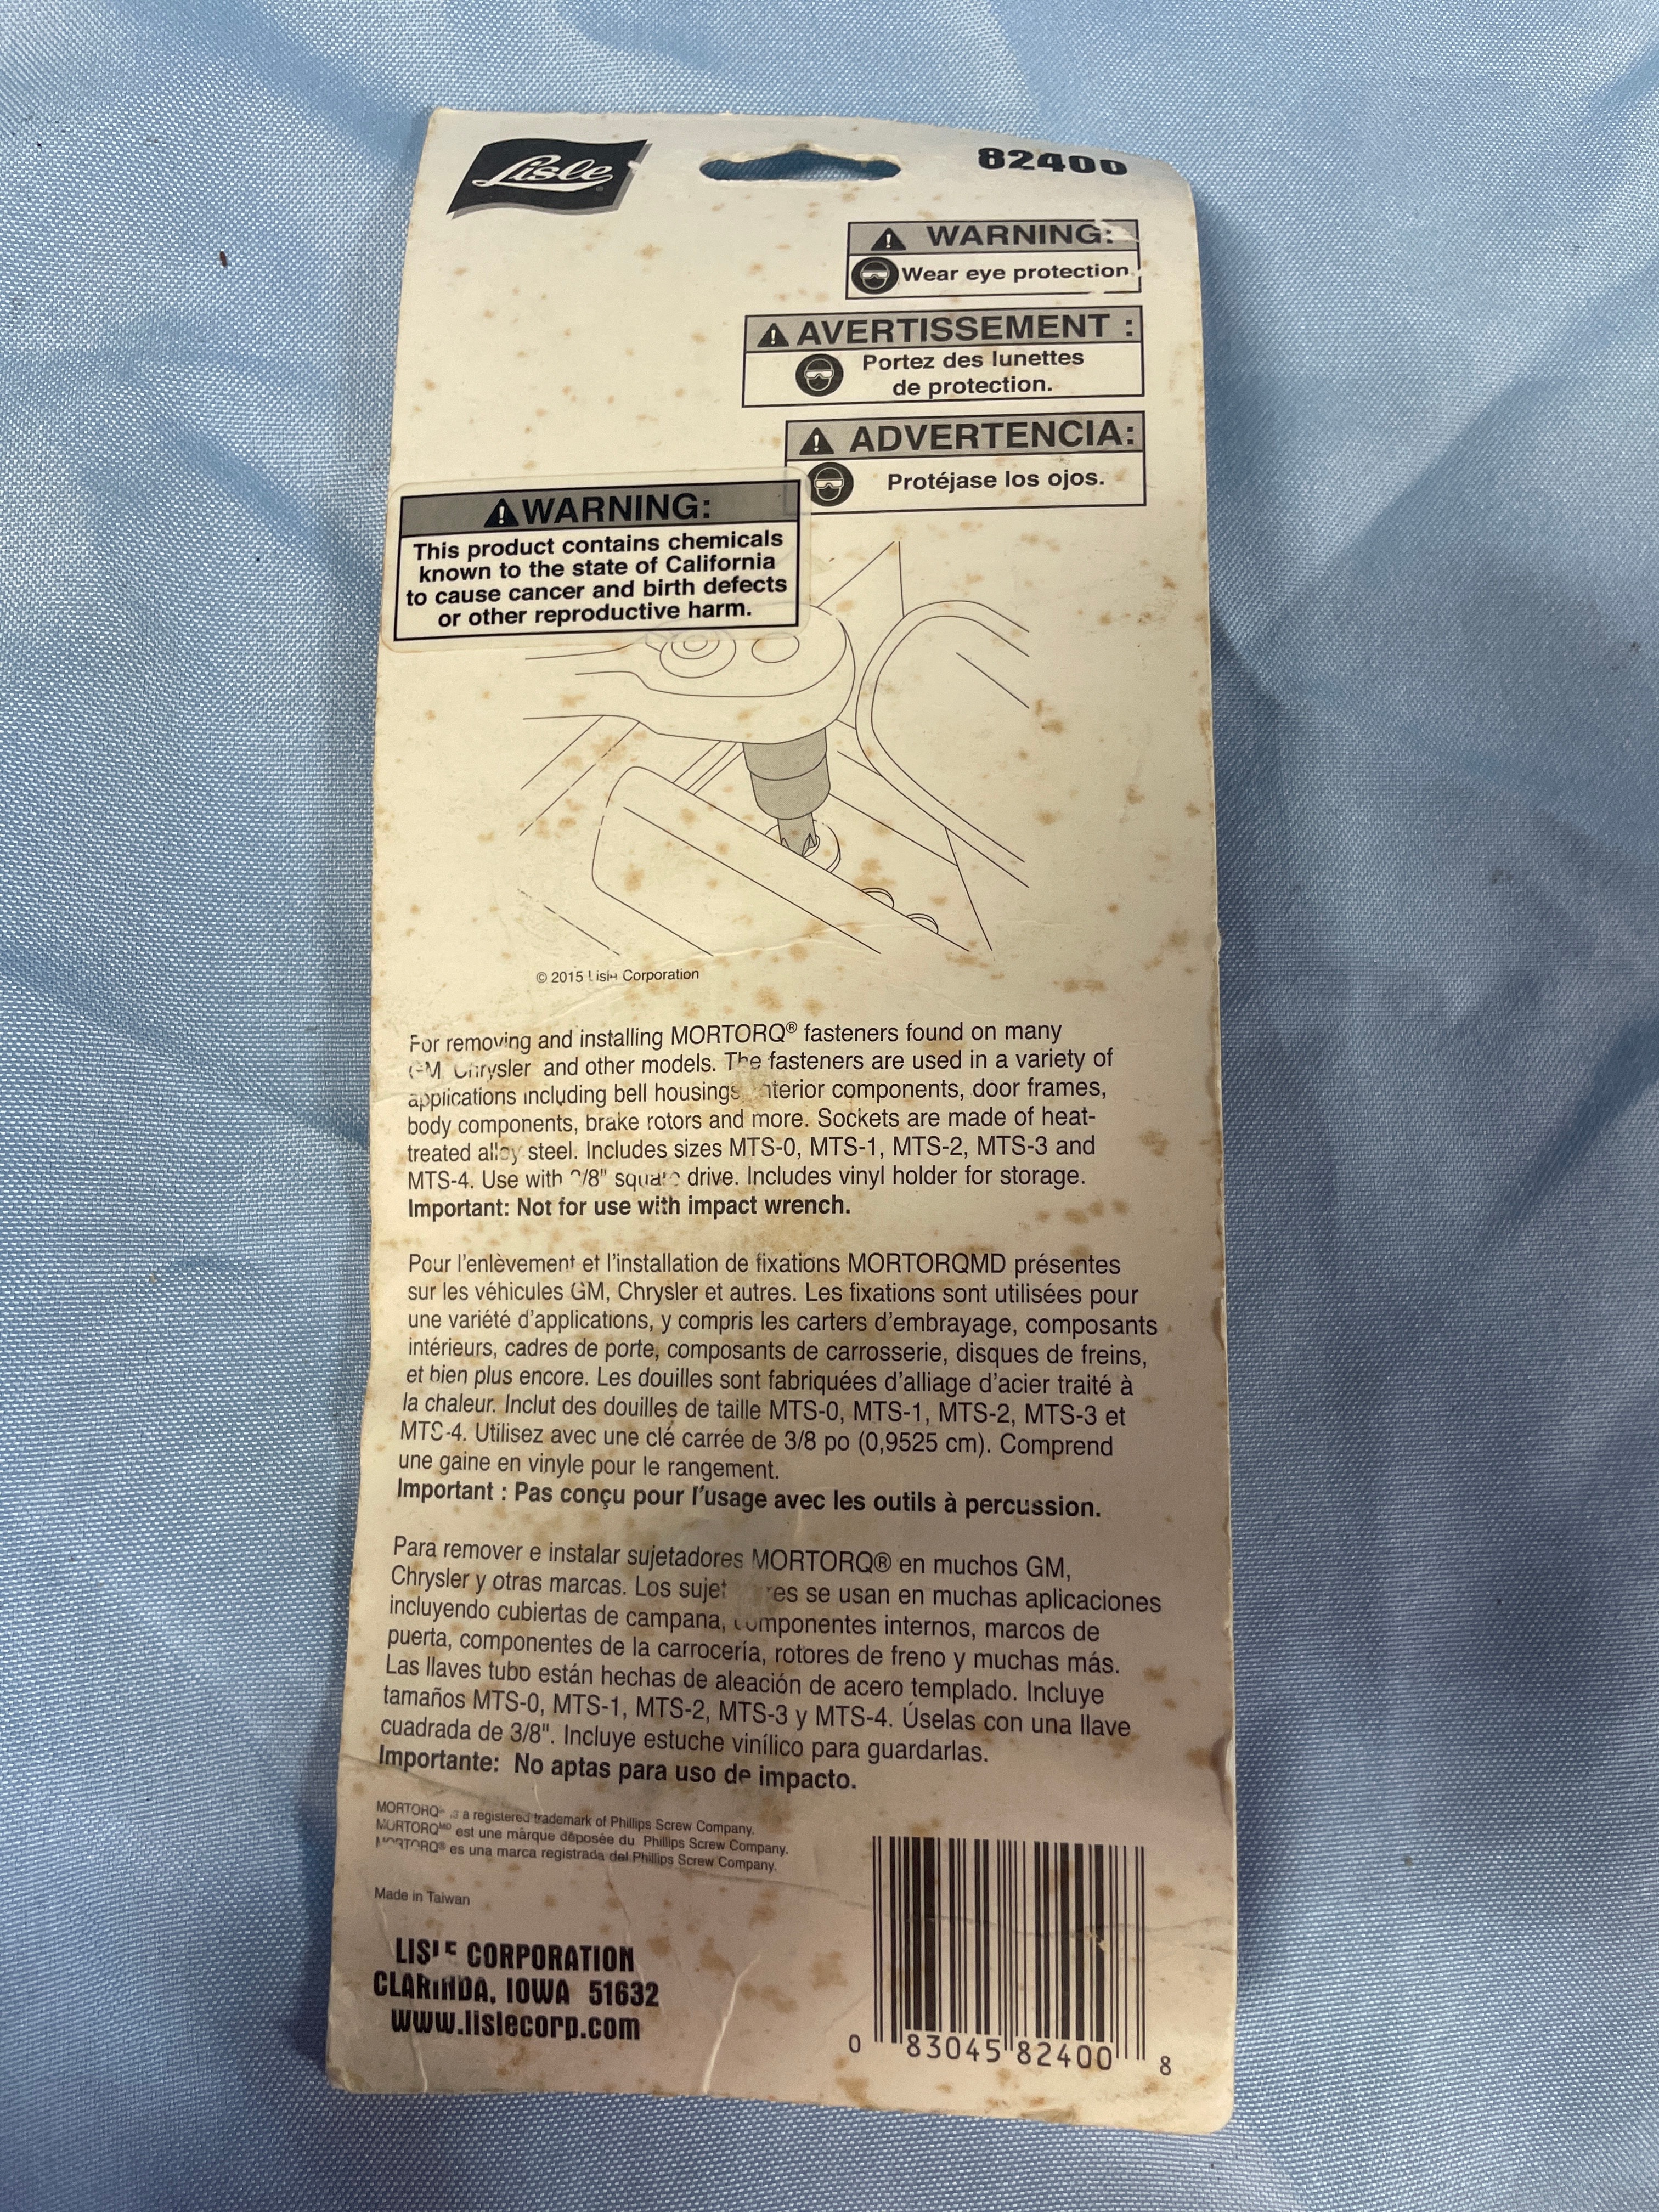 Lisle®
82400
WARNING:
Wear eye protection.
AVERTISSEMENT :
Portez des lunettes
de protection.
ADVERTENCIA:
Protéjase los ojos.
WARNING:
This product contains chemicals
known to the state of California
to cause cancer and birth defects
or other reproductive harm.
© 2015 Lisle Corporation
For removing and installing MORTORQ® fasteners found on many
GM, Chrysler and other models. The fasteners are used in a variety of
applications including bell housings, interior components, door frames,
body components, brake rotors and more. Sockets are made of heat-
treated alloy steel. Includes sizes MTS-0, MTS-1, MTS-2, MTS-3 and
MTS-4. Use with 3/8" square drive. Includes vinyl holder for storage.
Important: Not for use with impact wrench.
Pour l'enlèvement et l'installation de fixations MORTORQMD présentes
sur les véhicules GM, Chrysler et autres. Les fixations sont utilisées pour
une variété d'applications, y compris les carters d'embrayage, composants
intérieurs, cadres de porte, composants de carrosserie, disques de freins,
et bien plus encore. Les douilles sont fabriquées d'alliage d'acier traité à
la chaleur. Inclut des douilles de taille MTS-0, MTS-1, MTS-2, MTS-3 et
MTS-4. Utilisez avec une clé carrée de 3/8 po (0,9525 cm). Comprend
une gaine en vinyle pour le rangement.
Important : Pas conçu pour l'usage avec les outils à percussion.
Para remover e instalar sujetadores MORTORQ® en muchos GM,
Chrysler y otras marcas. Los se usan en muchas aplicaciones
incluyendo cubiertas de campana, componentes internos, marcos de
puerta, componentes de la carrocería, rotores de freno y muchas más.
Las llaves tubo están hechas de aleación de acero templado. Incluye
tamaños MTS-0, MTS-1, MTS-2, MTS-3 y MTS-4. Úselas con una llave
cuadrada de 3/8". Incluye estuche vinílico para guardarlas.
Importante: No aptas para uso de impacto.
MORTORQ® is a registered trademark of Phillips Screw Company.
MORTORQMD est une márque déposée du Phillips Screw Company.
MORTORQ® es una marca registrada del Phillips Screw Company.
Made in Taiwan
LISLE CORPORATION
CLARINDA, IOWA 51632
www.lislecorp.com
0 83045 82400 8